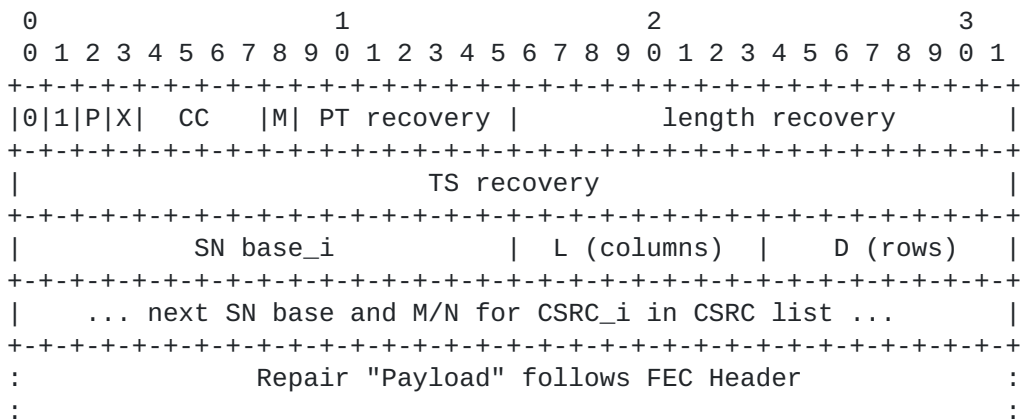 0                   1                   2                   3
 0 1 2 3 4 5 6 7 8 9 0 1 2 3 4 5 6 7 8 9 0 1 2 3 4 5 6 7 8 9 0 1
+-+-+-+-+-+-+-+-+-+-+-+-+-+-+-+-+-+-+-+-+-+-+-+-+-+-+-+-+-+-+-+-+
|0|1|P|X|  CC   |M| PT recovery |         length recovery       |
+-+-+-+-+-+-+-+-+-+-+-+-+-+-+-+-+-+-+-+-+-+-+-+-+-+-+-+-+-+-+-+-+
|                          TS recovery                          |
+-+-+-+-+-+-+-+-+-+-+-+-+-+-+-+-+-+-+-+-+-+-+-+-+-+-+-+-+-+-+-+-+
|           SN base_i           |  L (columns)  |    D (rows)   |
+-+-+-+-+-+-+-+-+-+-+-+-+-+-+-+-+-+-+-+-+-+-+-+-+-+-+-+-+-+-+-+-+
|    ... next SN base and M/N for CSRC_i in CSRC list ...       |
+-+-+-+-+-+-+-+-+-+-+-+-+-+-+-+-+-+-+-+-+-+-+-+-+-+-+-+-+-+-+-+-+
:               Repair "Payload" follows FEC Header             :
:                                                               :